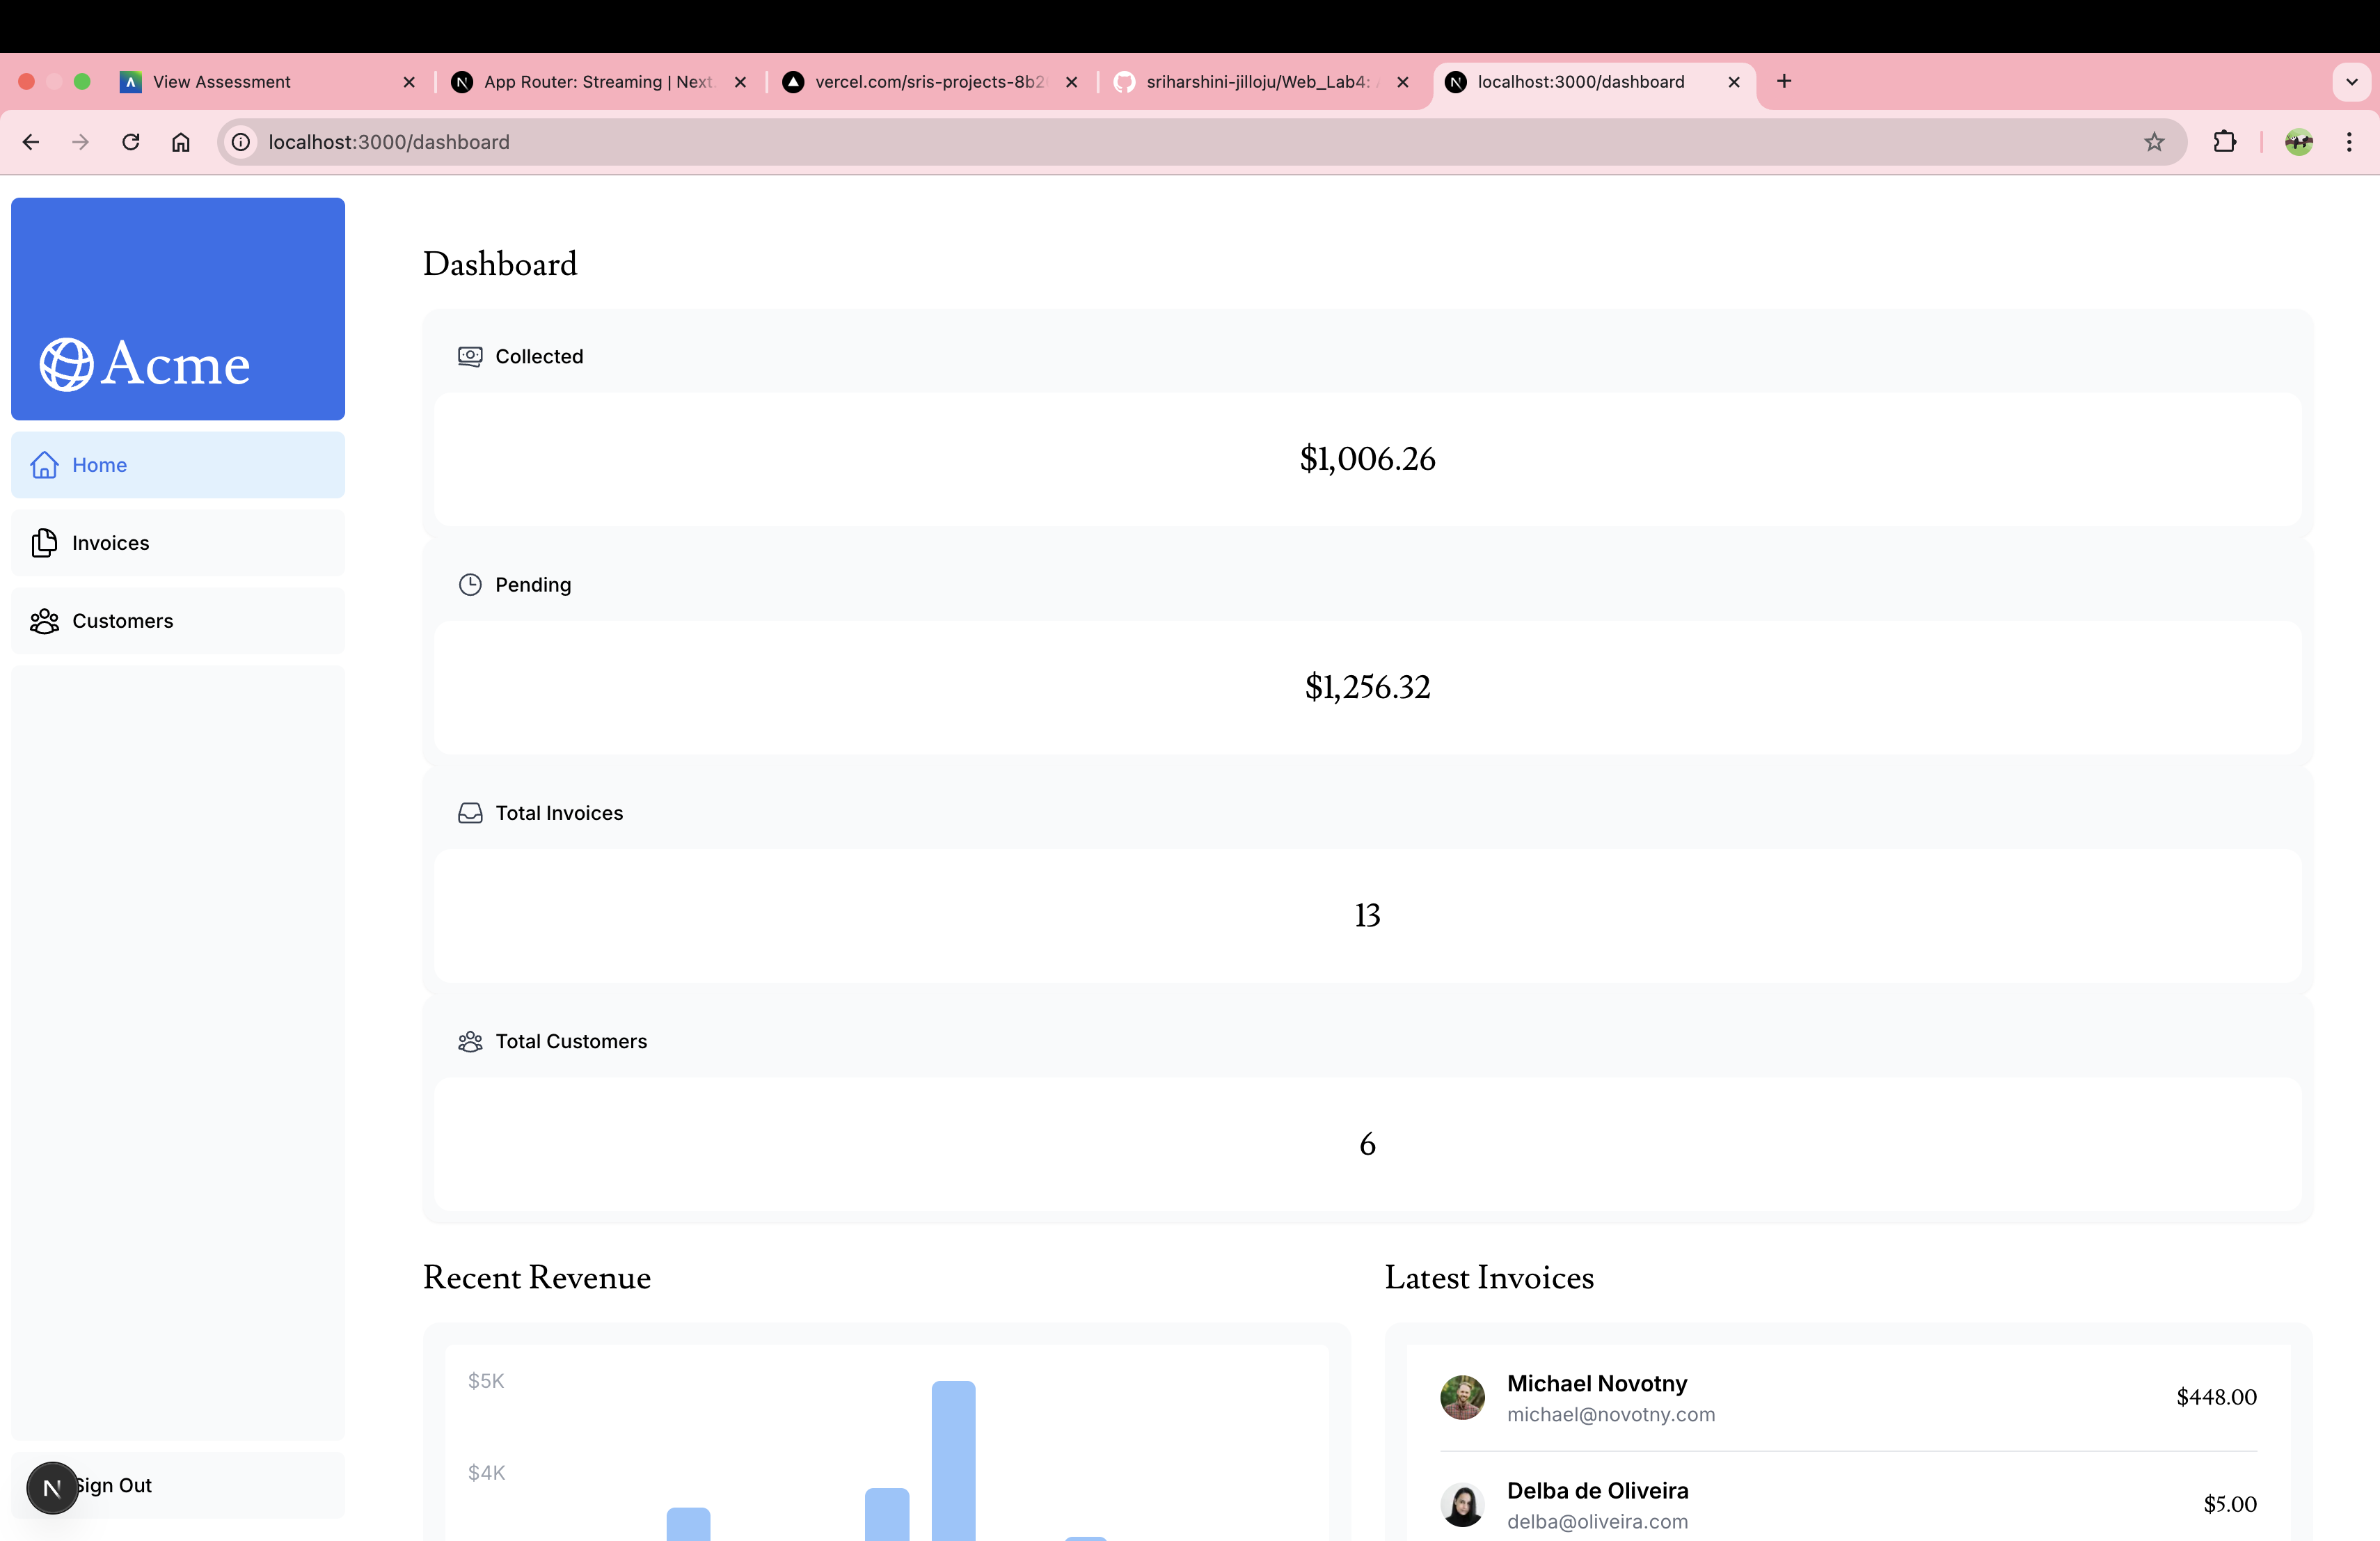 View Assessment
App Router: Streaming | Next.
vercel.com/sris-projects-8b2
sriharshini-jilloju/Web_Lab4:
localhost:3000/dashboard
localhost:3000/dashboard
Acme
Home
Invoices
Customers
N Sign Out
Dashboard
Collected
$1,006.26
Pending
$1,256.32
Total Invoices
13
Total Customers
6
Recent Revenue
$5K
$4K
Latest Invoices
Michael Novotny
michael@novotny.com
$448.00
Delba de Oliveira
delba@oliveira.com
$5.00